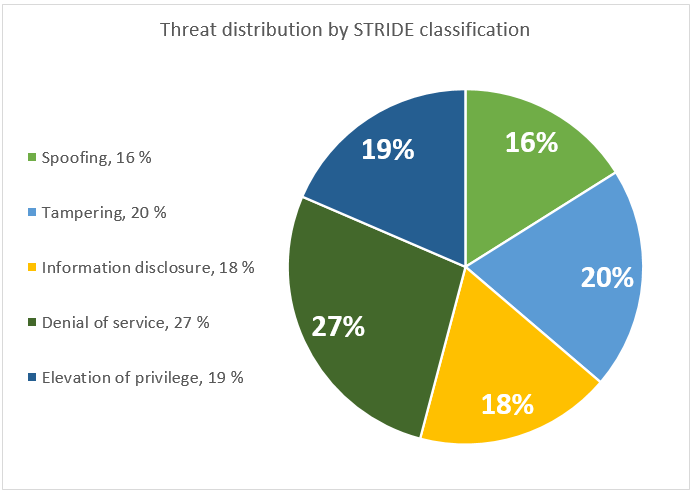 Threat distribution by STRIDE classification
Spoofing, 16 %
Tampering, 20 %
Information disclosure, 18 %
Denial of service, 27 %
Elevation of privilege, 19 %
19%
16%
20%
27%
18%